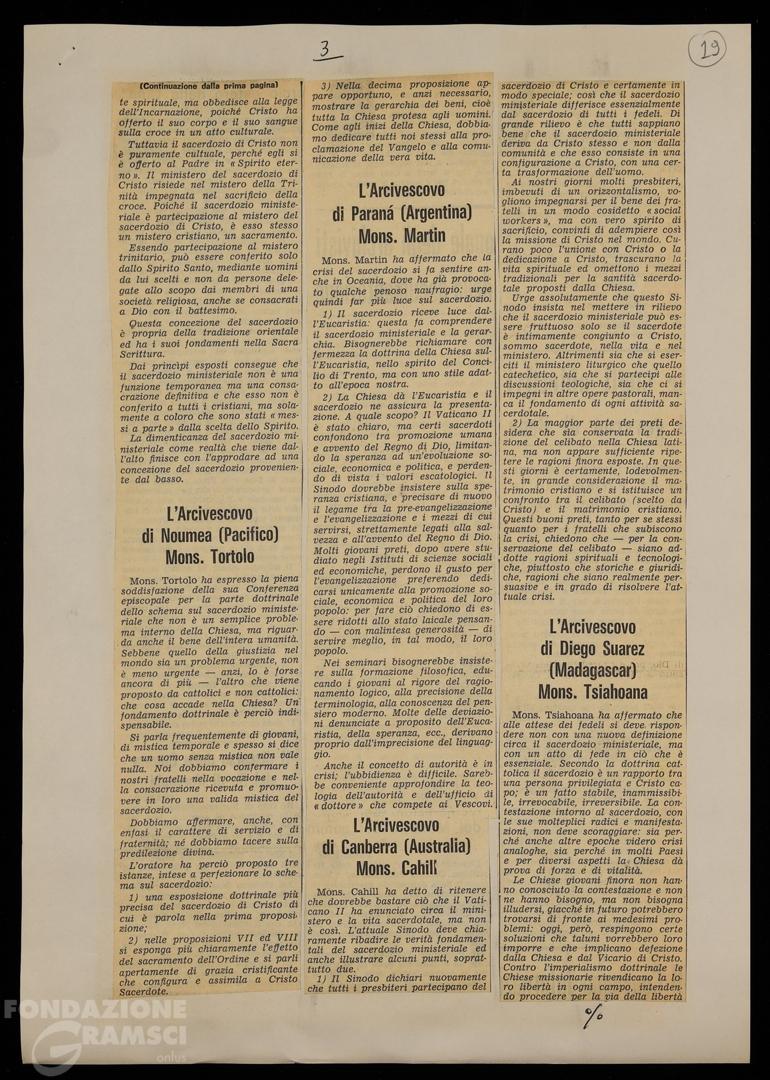 3
19
(Continuazione dalla prima pagina)
te spirituale, ma obbedisce alla legge
dell'Incarnazione, poiché Cristo ha
offerto il suo corpo e il suo sangue
sulla croce in un atto culturale.
Tuttavia il sacerdozio di Cristo non
è puramente cultuale, perché egli si
è offerto al Padre in « Spirito eter-
no ». Il ministero del sacerdozio di
Cristo risiede nel mistero della Tri-
nità impegnata nel sacrificio della
croce. Poiché il sacerdozio ministe-
riale è partecipazione al mistero del
sacerdozio di Cristo, è esso stesso
un mistero cristiano, un sacramento.
Essendo partecipazione al mistero
trinitario, può essere conferito solo
dallo Spirito Santo, mediante uomini
da lui scelti e non da persone dele-
gate allo scopo dai membri di una
società religiosa, anche se consacrati
a Dio con il battesimo.
Questa concezione del sacerdozio
è propria della tradizione orientale
ed ha i suoi fondamenti nella Sacra
Scrittura.
Dai principi esposti consegue che
il sacerdozio ministeriale non è una
funzione temporanea ma una consa-
crazione definitiva e che esso non è
conferito a tutti i cristiani, ma sola-
mente a coloro che sono stati « mes-
si a parte » dalla scelta dello Spirito.
La dimenticanza del sacerdozio mi-
nisteriale come realtà che viene dal-
l'alto finisce con l'approdare ad una
concezione del sacerdozio provenien-
te dal basso.
L'Arcivescovo
di Noumea (Pacifico)
Mons. Tortolo
Mons. Tortolo ha espresso la piena
soddisfazione della sua Conferenza
episcopale per la parte dottrinale
dello schema sul sacerdozio ministe-
riale che non è un semplice proble-
ma interno della Chiesa, ma riguar-
da anche il bene dell'intera umanità.
Sebbene quello della giustizia nel
mondo sia un problema urgente, non
è meno urgente — anzi, lo è forse
ancora di più — l'altro che viene
proposto da cattolici e non cattolici:
che cosa accade nella Chiesa? Un
fondamento dottrinale è perciò indi-
spensabile.
Si parla frequentemente di giovani,
di mistica temporale e spesso si dice
che un uomo senza mistica non vale
nulla. Noi dobbiamo confermare i
nostri fratelli nella vocazione e nel-
la consacrazione ricevuta e promuo-
vere in loro una valida mistica del
sacerdozio.
Dobbiamo affermare, anche, con
enfasi il carattere di servizio e di
fraternità; né dobbiamo tacere sulla
predilezione divina.
L'oratore ha perciò proposto tre
istanze, intese a perfezionare lo sche-
ma sul sacerdozio:
1) una esposizione dottrinale più
precisa del sacerdozio di Cristo di
cui è parola nella prima proposi-
zione;
2) nelle proposizioni VII ed VIII
si esponga più chiaramente l'effetto
del sacramento dell'Ordine e si parli
apertamente di grazia cristificante
che configura e assimila a Cristo
Sacerdote.
3) Nella decima proposizione ap-
pare opportuno, e anzi necessario,
mostrare la gerarchia dei beni, cioè
tutta la Chiesa protesa agli uomini.
Come agli inizi della Chiesa, dobbia-
mo dedicare tutti noi stessi alla pro-
clamazione del Vangelo e alla comu-
nicazione della vera vita.
L'Arcivescovo
di Paraná (Argentina)
Mons. Martin
Mons. Martin ha affermato che la
crisi del sacerdozio si fa sentire an-
che in Oceania, dove ha già provoca-
to qualche penoso naufragio: urge
quindi far più luce sul sacerdozio.
1) Il sacerdozio riceve luce dal-
l'Eucaristia: questa fa comprendere
il sacerdozio ministeriale e la gerar-
chia. Bisognerebbe richiamare con
fermezza la dottrina della Chiesa sul-
l'Eucaristia, nello spirito del Conci-
lio di Trento, ma con uno stile adat-
to all'epoca nostra.
2) La Chiesa dà l'Eucaristia e il
sacerdozio ne assicura la presenta-
zione. A quale scopo? Il Vaticano II
è stato chiaro, ma certi sacerdoti
confondono tra promozione umana
e avvento del Regno di Dio, limitan-
do la speranza ad un'evoluzione so-
ciale, economica e politica, e perden-
do di vista i valori escatologici. Il
Sinodo dovrebbe insistere sulla spe-
ranza cristiana, e precisare di nuovo
il legame tra la pre-evangelizzazione
e l'evangelizzazione e i mezzi di cui
servirsi, strettamente legati alla sal-
vezza e all'avvento del Regno di Dio.
Molti giovani preti, dopo avere stu-
diato negli Istituti di scienze sociali
ed economiche, perdono il gusto per
l'evangelizzazione preferendo dedi-
carsi unicamente alla promozione so-
ciale, economica e politica del loro
popolo: per fare ciò chiedono di es-
sere ridotti allo stato laicale pensan-
do — con malintesa generosità — di
servire meglio, in tal modo, il loro
popolo.
Nei seminari bisognerebbe insiste-
re sulla formazione filosofica, edu-
cando i giovani al rigore del ragio-
namento logico, alla precisione della
terminologia, alla conoscenza del pen-
siero moderno. Molte delle deviazio-
ni denunciate a proposito dell'Euca-
ristia, della speranza, ecc., derivano
proprio dall'imprecisione del linguag-
gio.
Anche il concetto di autorità è in
crisi; l'ubbidienza è difficile. Sareb-
be conveniente approfondire la teo-
logia dell'autorità e dell'ufficio di
« dottore » che compete ai Vescovi.
L'Arcivescovo
di Canberra (Australia)
Mons. Cahill
Mons. Cahill ha detto di ritenere
che dovrebbe bastare ciò che il Vati-
cano II ha enunciato circa il mini-
stero e la vita sacerdotale, ma non
è così. L'attuale Sinodo deve chia-
ramente ribadire le verità fondamen-
tali del sacerdozio ministeriale ed
anche illustrare alcuni punti, soprat-
tutto due.
1) Il Sinodo dichiari nuovamente
che tutti i presbiteri partecipano del
sacerdozio di Cristo e certamente in
modo speciale; così che il sacerdozio
ministeriale differisce essenzialmente
dal sacerdozio di tutti i fedeli. Di
grande rilievo è che tutti sappiano
bene che il sacerdozio ministeriale
deriva da Cristo stesso e non dalla
comunità e che esso consiste in una
configurazione a Cristo, con una cer-
ta trasformazione dell'uomo.
Ai nostri giorni molti presbiteri,
imbevuti di un orizzontalismo, vo-
gliono impegnarsi per il bene dei fra-
telli in un modo cosidetto « social
workers », ma con vero spirito di
sacrificio, convinti di adempiere così
la missione di Cristo nel mondo. Cu-
rano poco l'unione con Cristo o la
dedicazione a Cristo, trascurano la
vita spirituale ed omettono i mezzi
tradizionali per la santità sacerdo-
tale proposti dalla Chiesa.
Urge assolutamente che questo Si-
nodo insista nel mettere in rilievo
che il sacerdozio ministeriale può es-
sere fruttuoso solo se il sacerdote
è intimamente congiunto a Cristo,
sommo sacerdote, nella vita e nel
ministero. Altrimenti sia che si eser-
citi il ministero liturgico che quello
catechetico, sia che si partecipi alle
discussioni teologiche, sia che ci si
impegni in altre opere pastorali, man-
ca il fondamento di ogni attività sa-
cerdotale.
2) La maggior parte dei preti de-
sidera che sia conservata la tradi-
zione del celibato nella Chiesa lati-
na, ma non appare sufficiente ripe-
tere le ragioni finora esposte. In que-
sti giorni è certamente, lodevolmen-
te, in grande considerazione il ma-
trimonio cristiano e si istituisce un
confronto tra il celibato (scelto da
Cristo) e il matrimonio cristiano.
Questi buoni preti, tanto per se stessi
quanto per i fratelli che subiscono
la crisi, chiedono che — per la con-
servazione del celibato — siano ad-
dotte ragioni spirituali e tecnolo-
giche, piuttosto che storiche e giuridi-
che, ragioni che siano realmente per-
suasive e in grado di risolvere l'at-
tuale crisi.
L'Arcivescovo
di Diego Suarez
(Madagascar)
Mons. Tsiahoana
Mons. Tsiahoana ha affermato che
alle attese dei fedeli si deve rispon-
dere non con una nuova definizione
circa il sacerdozio ministeriale, ma
con un atto di fede in ciò che è
essenziale. Secondo la dottrina cat-
tolica il sacerdozio è un rapporto tra
una persona privilegiata e Cristo ca-
po; è un fatto stabile, inammissibi-
le, irrevocabile, irreversibile. La con-
testazione intorno al sacerdozio, con
le sue molteplici radici e manifesta-
zioni, non deve scoraggiare: sia per-
ché anche altre epoche videro crisi
analoghe, sia perché in molti Paesi
e per diversi aspetti la Chiesa dà
prova di forza e di vitalità.
Le Chiese giovani finora non han-
no conosciuto la contestazione e non
ne hanno bisogno, ma non bisogna
illudersi, giacché in futuro potrebbero
trovarsi di fronte ai medesimi pro-
blemi: oggi, però, respingono certe
soluzioni che taluni vorrebbero loro
imporre e che implicano defezione
dalla Chiesa e dal Vicario di Cristo.
Contro l'imperialismo dottrinale le
Chiese missionarie rivendicano la lo-
ro libertà in ogni campo, intenden-
do procedere per la via della libertà
%
FONDAZIONE
GRAMSCI
onlus